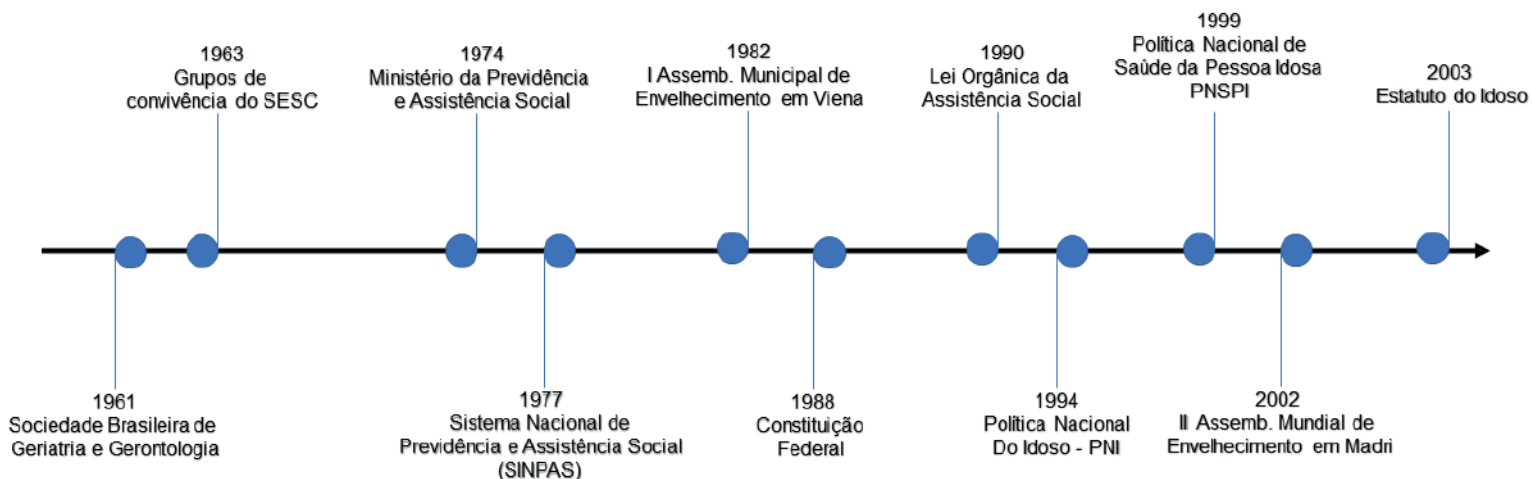 1963
Grupos de
convivência do SESC
1974
Ministério da Previdência
e Assistência Social
1982
I Assemb. Municipal de
Envelhecimento em Viena
1990
Lei Orgânica da
Assistência Social
1999
Política Nacional de
Saúde da Pessoa Idosa
PNSPI
2003
Estatuto do Idoso
1961
Sociedade Brasileira de
Geriatria e Gerontologia
1977
Sistema Nacional de
Previdência e Assistência Social
(SINPAS)
1988
Constituição
Federal
1994
Política Nacional
Do Idoso - PNI
2002
II Assemb. Mundial de
Envelhecimento em Madri